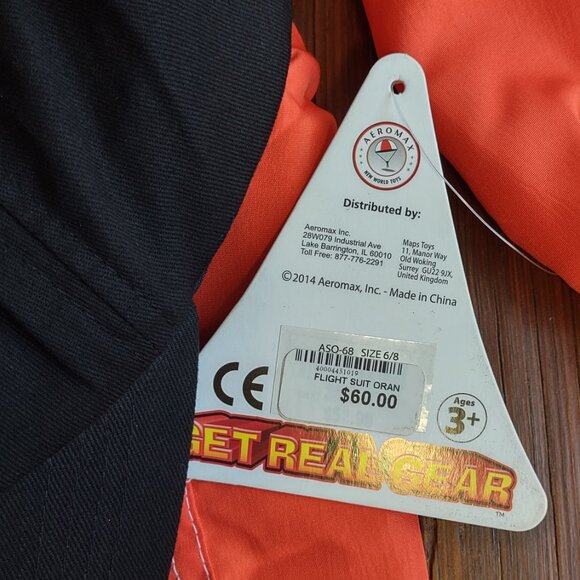 AEROMAX
NEW WORLD TOYS
Distributed by:
Aeromax Inc.
28W079 Industrial Ave
Lake Barrington, IL 60010
Toll Free: 877-776-2291
Maps Toys
11, Manor Way
Old Woking
Surrey GU22 9JX,
United Kingdom
©2014 Aeromax, Inc. - Made in China
ASO-68 SIZE 6/8
40004451019
FLIGHT SUIT ORAN
$60.00
CE
Ages
3+
GET REAL GEAR
TM